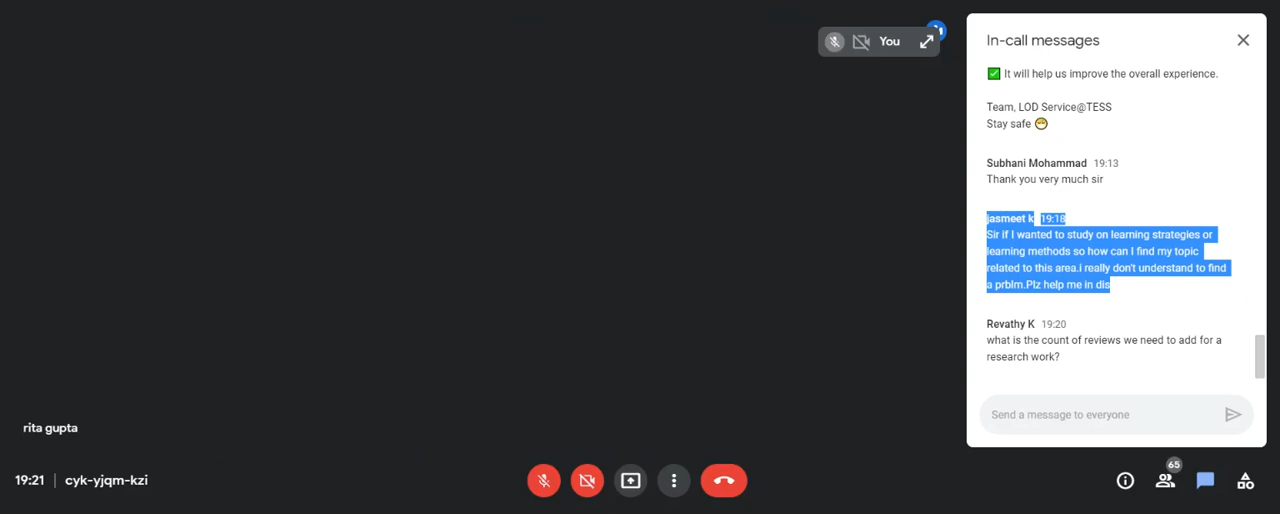 You
In-call messages
It will help us improve the overall experience.
Team, LOD Service@TESS
Stay safe
Subhani Mohammad 19:13
Thank you very much sir
jasmeet k 19:18
Sir if I wanted to study on learning strategies or
learning methods so how can I find my topic
related to this area.i really don't understand to find
a prblm.Plz help me in dis
Revathy K 19:20
what is the count of reviews we need to add for a
research work?
Send a message to everyone
rita gupta
19:21 | cyk-yjqm-kzi
65